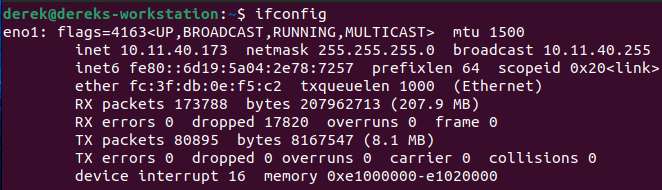 derek@dereks-workstation:~$ ifconfig
eno1: flags=4163<UP,BROADCAST,RUNNING,MULTICAST>  mtu 1500
        inet 10.11.40.173  netmask 255.255.255.0  broadcast 10.11.40.255
        inet6 fe80::6d19:5a04:2e78:7257  prefixlen 64  scopeid 0x20<link>
        ether fc:3f:db:0e:f5:c2  txqueuelen 1000  (Ethernet)
        RX packets 173788  bytes 207962713 (207.9 MB)
        RX errors 0  dropped 17820  overruns 0  frame 0
        TX packets 80895  bytes 8167547 (8.1 MB)
        TX errors 0  dropped 0 overruns 0  carrier 0  collisions 0
        device interrupt 16  memory 0xe1000000-e1020000